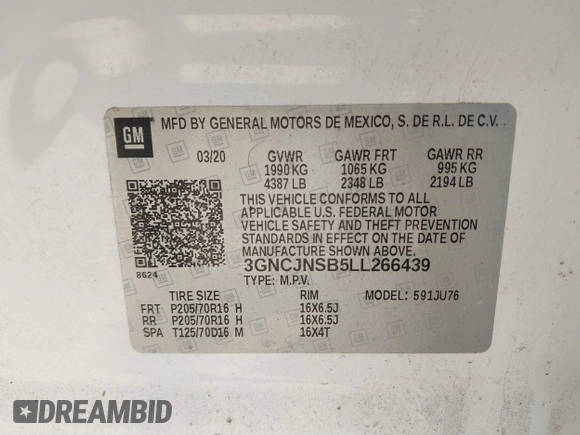 GM MFD BY GENERAL MOTORS DE MEXICO, S. DE R.L. DE C.V.
03/20 GVWR GAWR FRT GAWR RR
1990 KG 1065 KG 995 KG
4387 LB 2348 LB 2194 LB
THIS VEHICLE CONFORMS TO ALL
APPLICABLE U.S. FEDERAL MOTOR
VEHICLE SAFETY AND THEFT PREVENTION
STANDARDS IN EFFECT ON THE DATE OF
MANUFACTURE SHOWN ABOVE.
8624 3GNCJNSB5LL266439
TYPE: M.P.V.
TIRE SIZE RIM MODEL: 591JU76
FRT P205/70R16 H 16X6.5J
RR P205/70R16 H 16X6.5J
SPA T125/70D16 M 16X4T
DREAMBID